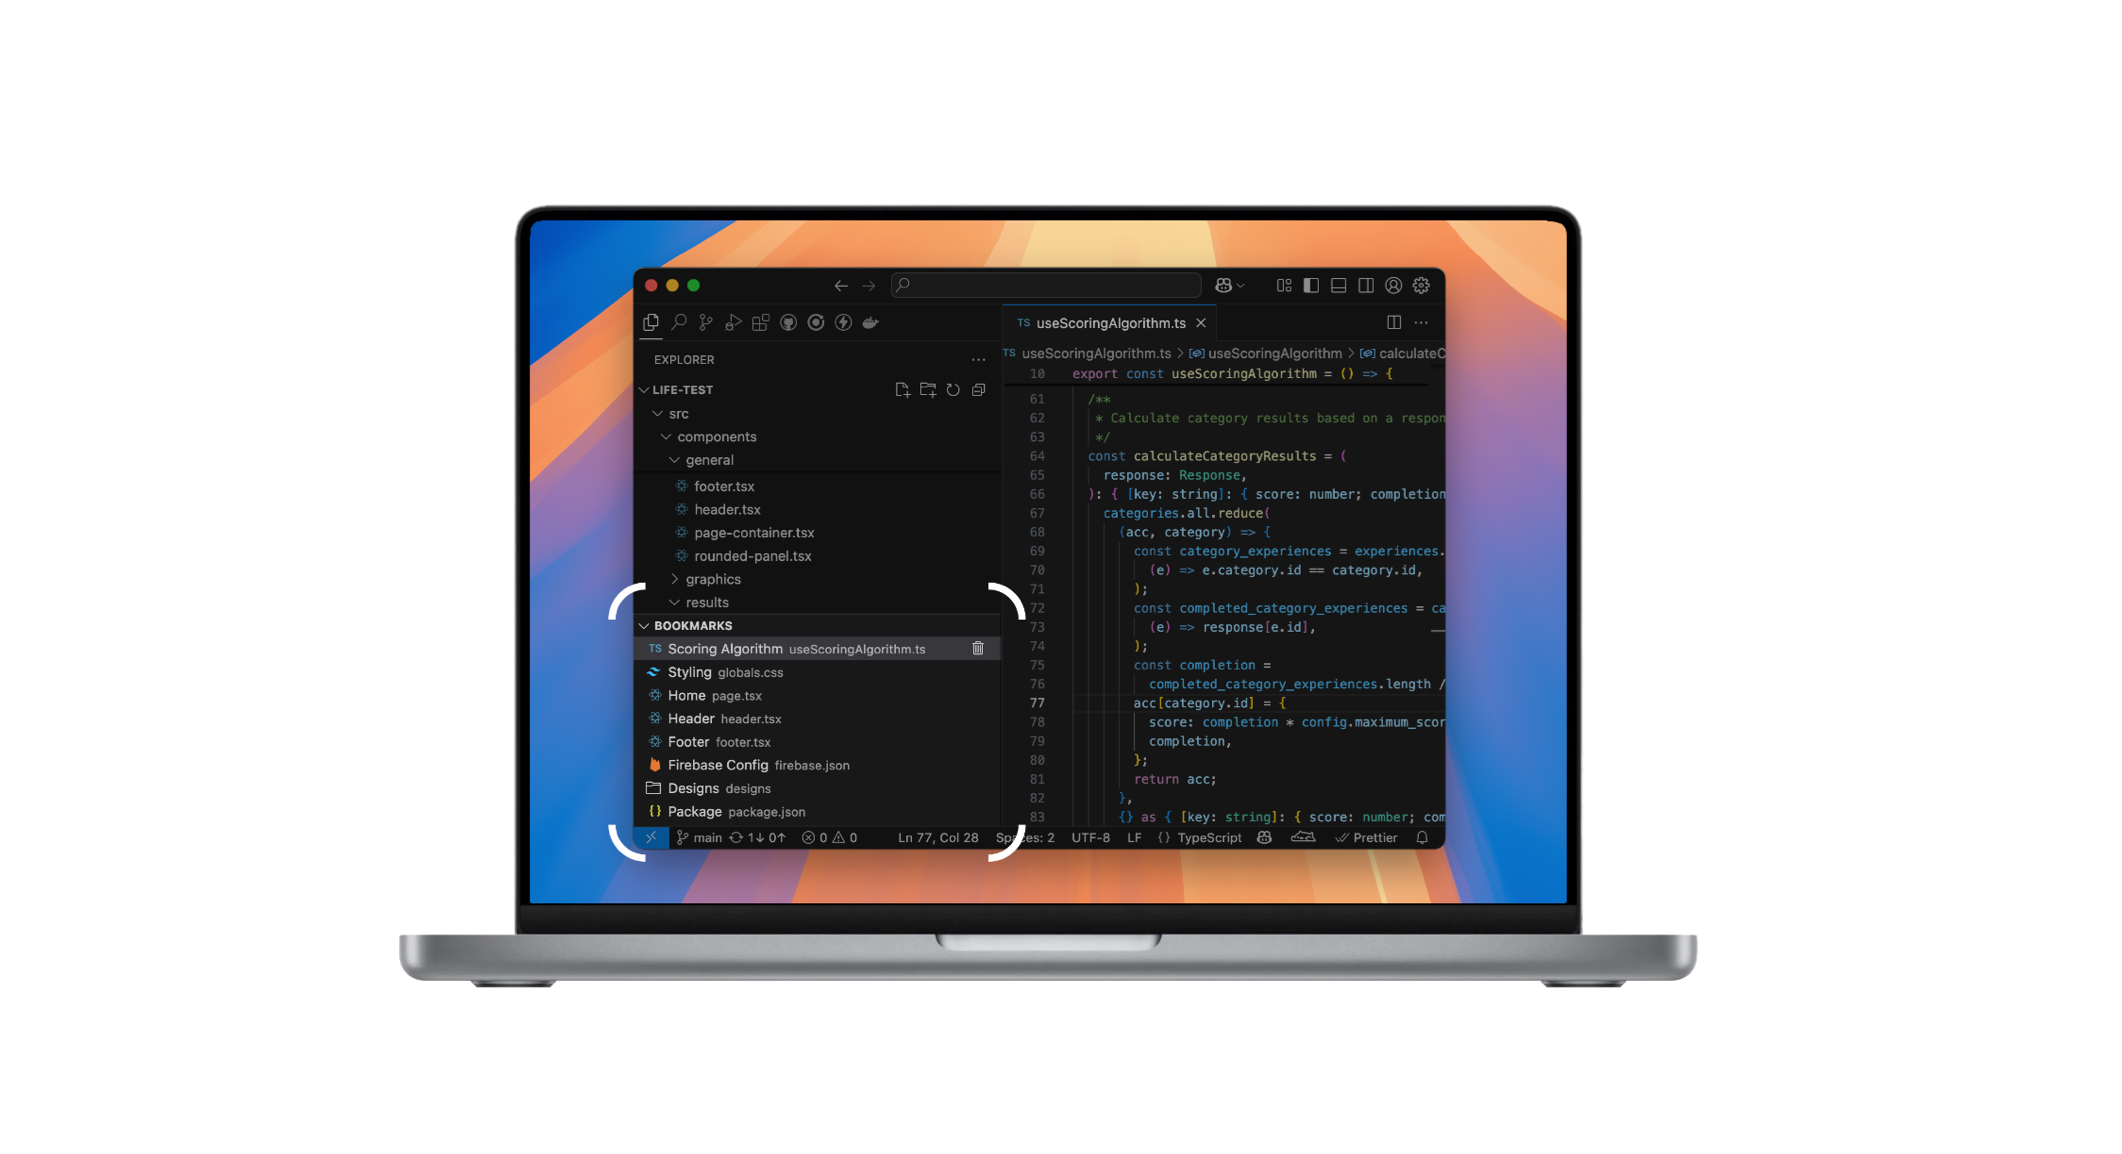 TS useScoringAlgorithm.ts
EXPLORER
LIFE-TEST
src
components
general
footer.tsx
header.tsx
page-container.tsx
rounded-panel.tsx
graphics
results
BOOKMARKS
TS Scoring Algorithm useScoringAlgorithm.ts
Styling globals.css
Home page.tsx
Header header.tsx
Footer footer.tsx
Firebase Config firebase.json
Designs designs
{} Package package.json
TS useScoringAlgorithm.ts > useScoringAlgorithm > calculateC
10 export const useScoringAlgorithm = () => {
61 /**
62 * Calculate category results based on a respon
63 */
64 const calculateCategoryResults = (
65 response: Response,
66 ): { [key: string]: { score: number; completion
67 categories.all.reduce(
68 (acc, category) => {
69 const category_experiences = experiences.
70 (e) => e.category.id == category.id,
71 );
72 const completed_category_experiences = ca
73 (e) => response[e.id],
74 );
75 const completion =
76 completed_category_experiences.length /
77 acc[category.id] = {
78 score: completion * config.maximum_scor
79 completion,
80 };
81 return acc;
82 },
83 {} as { [key: string]: { score: number; com
main 1↓ 0↑ 0 0 Ln 77, Col 28 Spaces: 2 UTF-8 LF {} TypeScript Prettier